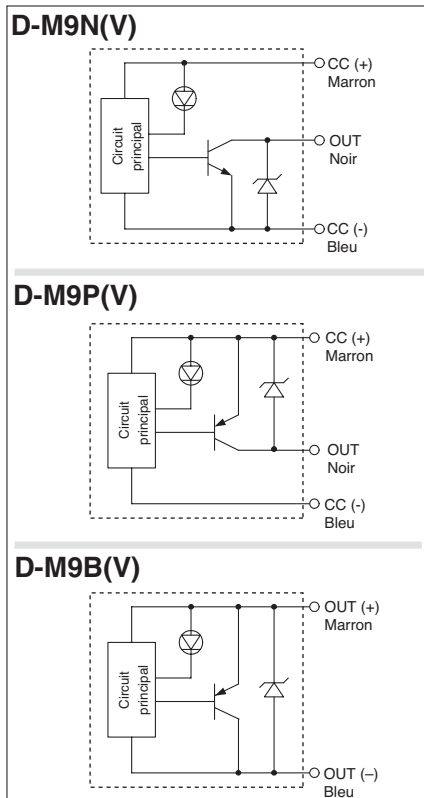 D-M9N(V)
CC (+)
Marron
Circuit
principal
OUT
Noir
CC (-)
Bleu
D-M9P(V)
CC (+)
Marron
Circuit
principal
OUT
Noir
CC (-)
Bleu
D-M9B(V)
OUT (+)
Marron
Circuit
principal
OUT (–)
Bleu